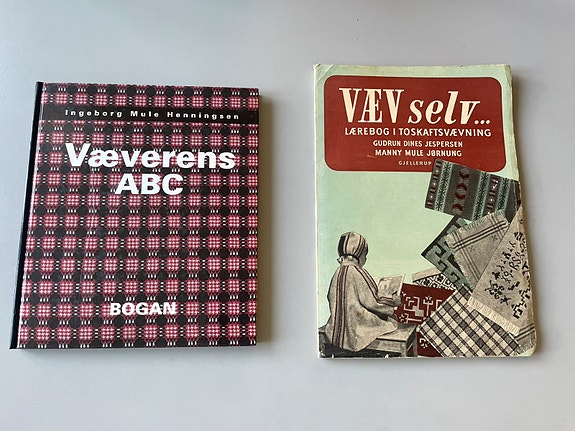 Ingeborg Mule Henningsen
Væverens
ABC
BOGAN
VÆV selv...
LÆREBOG I TOSKAFTSVÆVNING
GUDRUN DINES JESPERSEN
MANNY MULE JØRNUNG
GJELLERUP